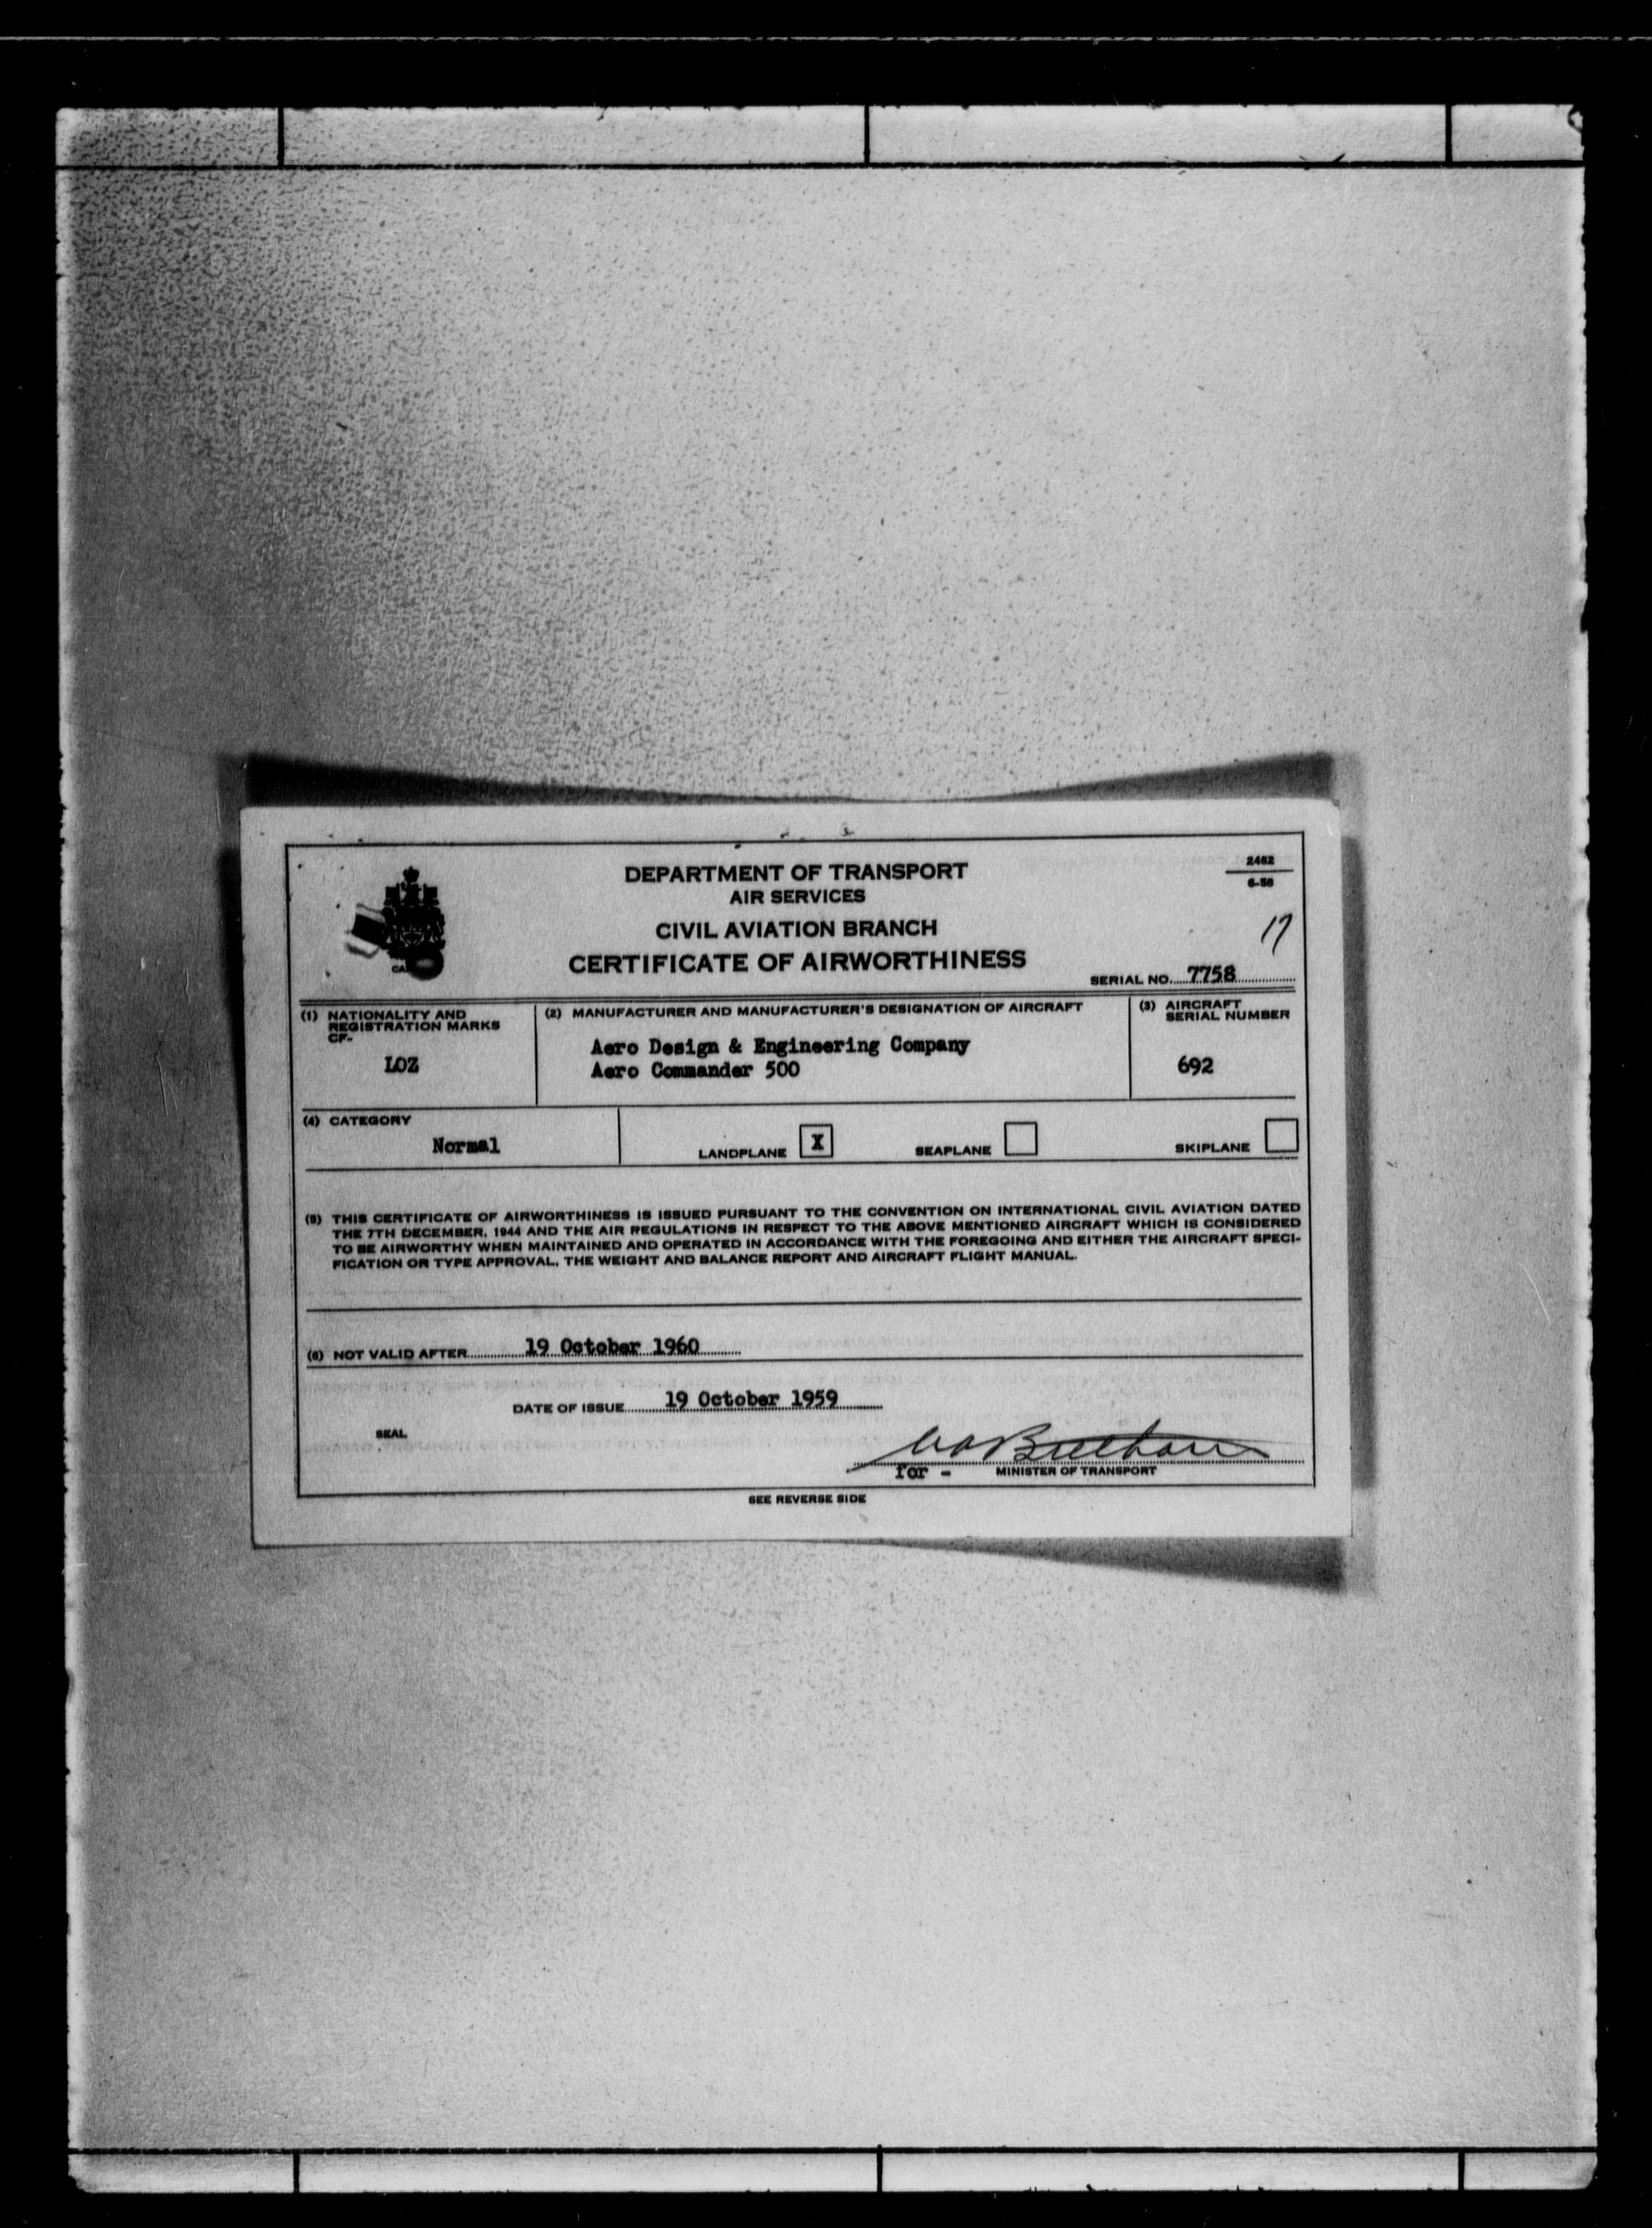 DEPARTMENT OF TRANSPORT
AIR SERVICES
CIVIL AVIATION BRANCH
CERTIFICATE OF AIRWORTHINESS
2462
6-58
17
SERIAL NO. 7758
(1) NATIONALITY AND REGISTRATION MARKS
CF-
LOZ
(2) MANUFACTURER AND MANUFACTURER'S DESIGNATION OF AIRCRAFT
Aero Design & Engineering Company
Aero Commander 500
(3) AIRCRAFT SERIAL NUMBER
692
(4) CATEGORY
Normal
LANDPLANE X SEAPLANE SKIPLANE
(5) THIS CERTIFICATE OF AIRWORTHINESS IS ISSUED PURSUANT TO THE CONVENTION ON INTERNATIONAL CIVIL AVIATION DATED
THE 7TH DECEMBER, 1944 AND THE AIR REGULATIONS IN RESPECT TO THE ABOVE MENTIONED AIRCRAFT WHICH IS CONSIDERED
TO BE AIRWORTHY WHEN MAINTAINED AND OPERATED IN ACCORDANCE WITH THE FOREGOING AND EITHER THE AIRCRAFT SPECI-
FICATION OR TYPE APPROVAL, THE WEIGHT AND BALANCE REPORT AND AIRCRAFT FLIGHT MANUAL.
(6) NOT VALID AFTER 19 October 1960
DATE OF ISSUE 19 October 1959
SEAL
for - MINISTER OF TRANSPORT
SEE REVERSE SIDE